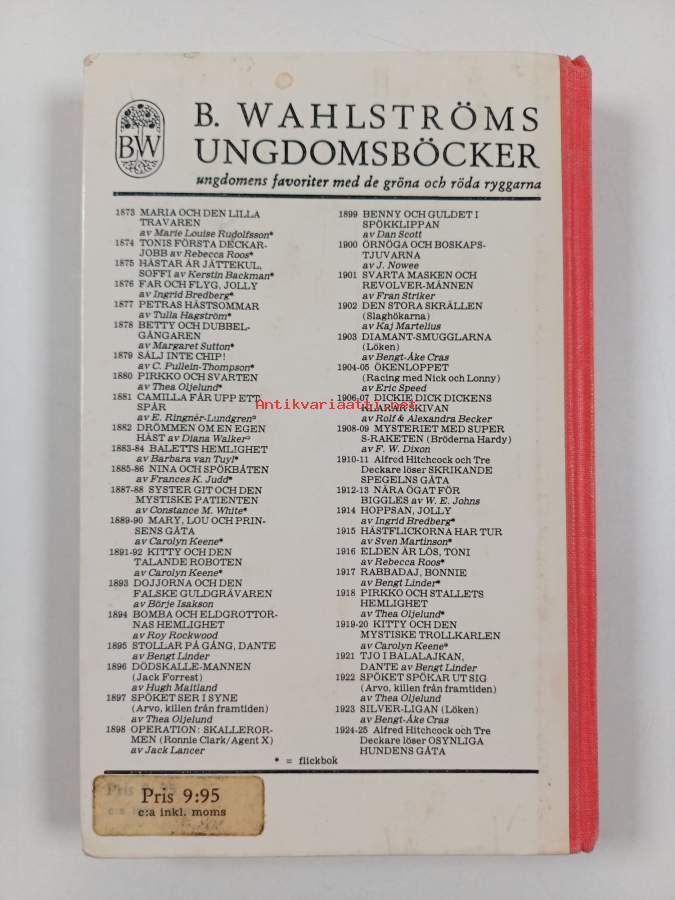 BW
B. WAHLSTRÖMS
UNGDOMSBÖCKER
ungdomens favoriter med de gröna och röda ryggarna
1873 MARIA OCH DEN LILLA
TRAVAREN
av Marie Louise Rudolfsson*
1874 TONIS FÖRSTA DECKAR-
JOBB av Rebecca Roos*
1875 HÄSTAR ÄR JÄTTEKUL,
SOFFI av Kerstin Backman*
1876 FAR OCH FLYG, JOLLY
av Ingrid Bredberg*
1877 PETRAS HÄSTSOMMAR
av Tulla Hagström*
1878 BETTY OCH DUBBEL-
GÅNGAREN
av Margaret Sutton*
1879 SÄLJ INTE CHIP!
av C. Pullein-Thompson*
1880 PIRKKO OCH SVARTEN
av Thea Oljelund*
1881 CAMILLA FÅR UPP ETT
SPÅR
av E. Ringnér-Lundgren*
1882 DRÖMMEN OM EN EGEN
HÄST av Diana Walker*
1883-84 BALETTS HEMLIGHET
av Barbara van Tuyl*
1885-86 NINA OCH SPÖKBÅTEN
av Frances K. Judd*
1887-88 SYSTER GIT OCH DEN
MYSTISKE PATIENTEN
av Constance M. White*
1889-90 MARY, LOU OCH PRIN-
SENS GÅTA
av Carolyn Keene*
1891-92 KITTY OCH DEN
TALANDE ROBOTEN
av Carolyn Keene*
1893 DOJJORNA OCH DEN
FALSKE GULDGRÄVAREN
av Börje Isakson
1894 BOMBA OCH ELDGROTTOR-
NAS HEMLIGHET
av Roy Rockwood
1895 STOLLAR PÅ GÅNG, DANTE
av Bengt Linder
1896 DÖDSKALLE-MANNEN
(Jack Forrest)
av Hugh Maitland
1897 SPÖKET SER I SYNE
(Arvo, killen från framtiden)
av Thea Oljelund
1898 OPERATION: SKALLEROR-
MEN (Ronnie Clark/Agent X)
av Jack Lancer
1899 BENNY OCH GULDET I
SPÖKKLIPPAN
av Dan Scott
1900 ÖRNÖGA OCH BOSKAPS-
TJUVARNA
av J. Nowee
1901 SVARTA MASKEN OCH
REVOLVER-MÄNNEN
av Fran Striker
1902 DEN STORA SKRÄLLEN
(Slaghökarna)
av Kaj Martelius
1903 DIAMANT-SMUGGLARNA
(Löken)
av Bengt-Åke Cras
1904-05 ÖKENLOPPET
(Racing med Nick och Lonny)
av Eric Speed
1906-07 DICKIE DICK DICKENS
KLARAR SKIVAN
av Rolf & Alexandra Becker
1908-09 MYSTERIET MED SUPER
S-RAKETEN (Bröderna Hardy)
av F. W. Dixon
1910-11 Alfred Hitchcock och Tre
Deckare löser SKRIKANDE
SPEGELNS GÅTA
1912-13 NÄRA ÖGAT FÖR
BIGGLES av W. E. Johns
1914 HOPPSAN, JOLLY
av Ingrid Bredberg*
1915 HÄSTFLICKORNA HAR TUR
av Sven Martinson*
1916 ELDEN ÄR LÖS, TONI
av Rebecca Roos*
1917 RABBADAJ, BONNIE
av Bengt Linder*
1918 PIRKKO OCH STALLETS
HEMLIGHET
av Thea Oljelund*
1919-20 KITTY OCH DEN
MYSTISKE TROLLKARLEN
av Carolyn Keene*
1921 TJO I BALALAJKAN,
DANTE av Bengt Linder
1922 SPÖKET SPÖKAR UT SIG
(Arvo, killen från framtiden)
av Thea Oljelund
1923 SILVER-LIGAN (Löken)
av Bengt-Åke Cras
1924-25 Alfred Hitchcock och Tre
Deckare löser OSYNLIGA
HUNDENS GÅTA
* = flickbok
Antikvariaatti.net
Pris 9:95
c:a inkl. moms